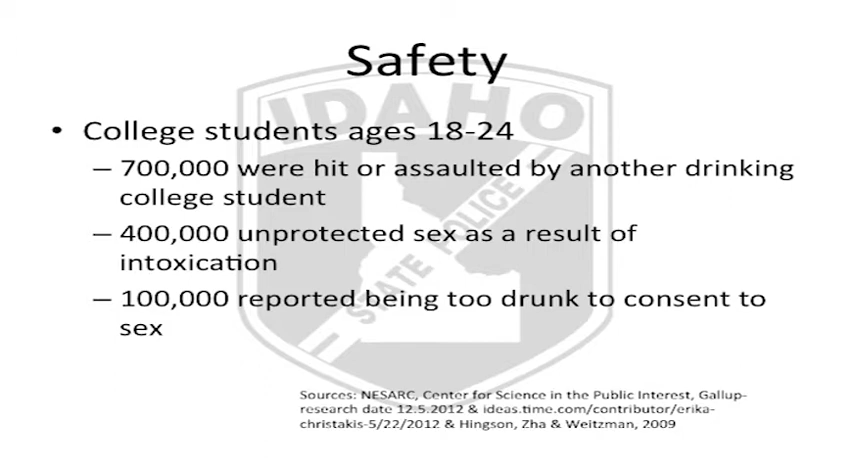 Safety
• College students ages 18-24
– 700,000 were hit or assaulted by another drinking
college student
– 400,000 unprotected sex as a result of
intoxication
– 100,000 reported being too drunk to consent to
sex
IDAHO
STATE POLICE
Sources: NESARC, Center for Science in the Public Interest, Gallup-
research date 12.5.2012 & ideas.time.com/contributor/erika-
christakis-5/22/2012 & Hingson, Zha & Weitzman, 2009